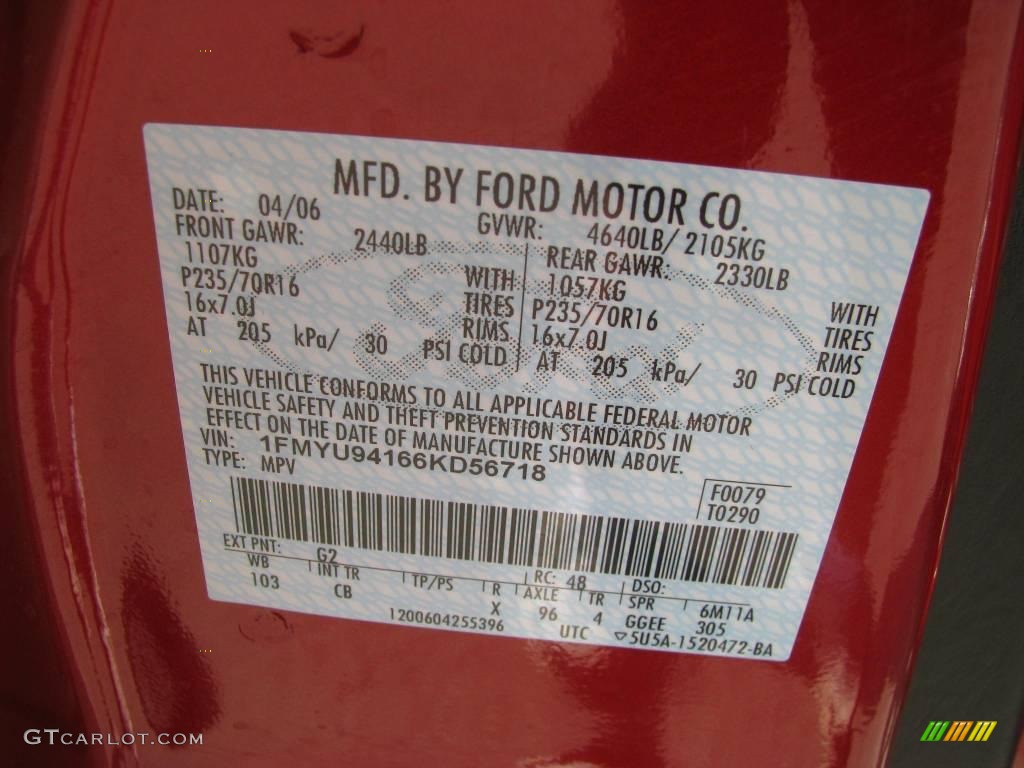 MFD. BY FORD MOTOR CO.
DATE: 04/06 GVWR: 4640LB/ 2105KG
FRONT GAWR: 2440LB REAR GAWR: 2330LB
1107KG WITH 1057KG WITH
P235/70R16 TIRES P235/70R16 TIRES
16x7.0J RIMS 16x7.0J RIMS
AT 205 kPa/ 30 PSI COLD AT 205 kPa/ 30 PSI COLD
THIS VEHICLE CONFORMS TO ALL APPLICABLE FEDERAL MOTOR
VEHICLE SAFETY AND THEFT PREVENTION STANDARDS IN
EFFECT ON THE DATE OF MANUFACTURE SHOWN ABOVE.
VIN: 1FMYU94166KD56718
TYPE: MPV
F0079
T0290
EXT PNT: G2 RC: 48 DSO:
WB INT TR TP/PS R AXLE TR SPR 6M11A
103 CB X 96 4 GGEE 305
1200604255396 UTC ▽5U5A-1520472-BA
GTCARLOT.COM